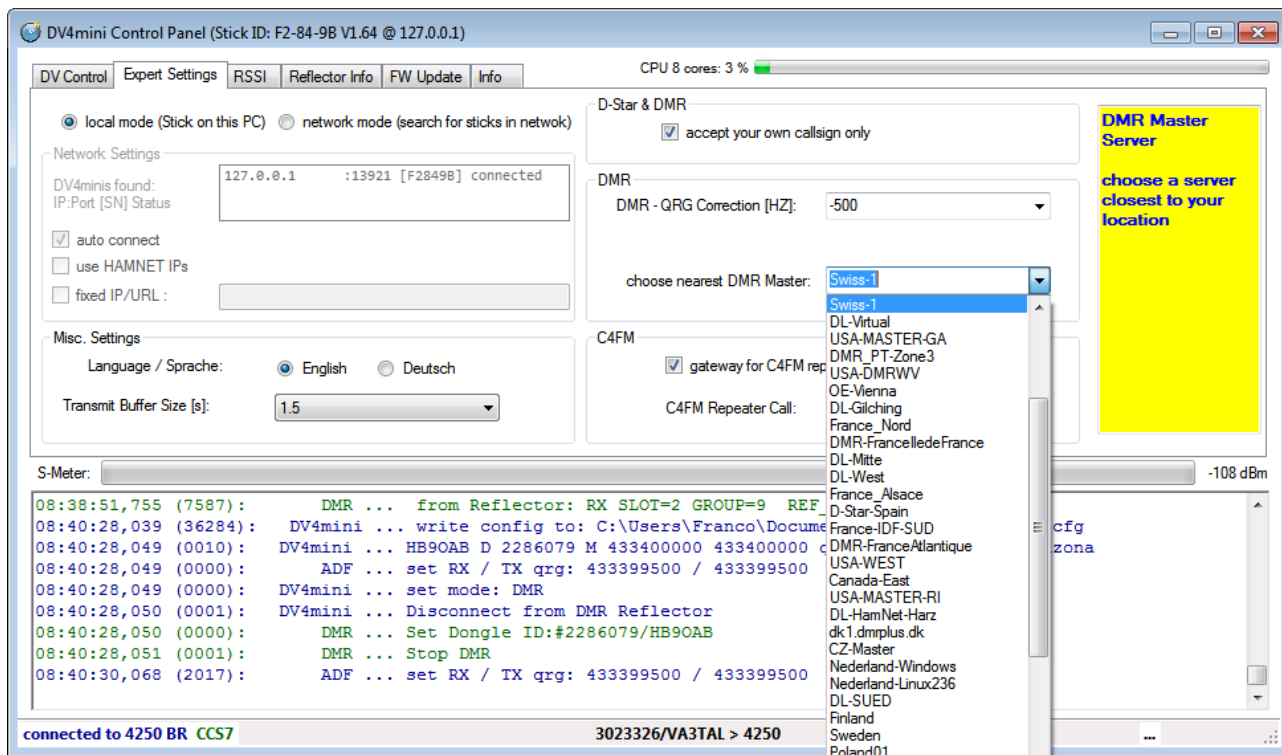 DV4mini Control Panel (Stick ID: F2-84-9B V1.64 @ 127.0.0.1)
DV Control
Expert Settings
RSSI
Reflector Info
FW Update
Info
CPU 8 cores: 3 %
local mode (Stick on this PC)
network mode (search for sticks in netwok)
Network Settings
DV4minis found:
IP:Port [SN] Status
127.0.0.1 :13921 [F2849B] connected
auto connect
use HAMNET IPs
fixed IP/URL :
Misc. Settings
Language / Sprache:
English
Deutsch
Transmit Buffer Size [s]:
1.5
D-Star & DMR
accept your own callsign only
DMR
DMR - QRG Correction [HZ]:
-500
choose nearest DMR Master:
Swiss-1
Swiss-1
DL-Virtual
USA-MASTER-GA
DMR_PT-Zone3
USA-DMRWV
OE-Vienna
DL-Gilching
France_Nord
DMR-FranceIledeFrance
DL-Mitte
DL-West
France_Alsace
D-Star-Spain
France-IDF-SUD
DMR-FranceAtlantique
USA-WEST
Canada-East
USA-MASTER-RI
DL-HamNet-Harz
dk1.dmrplus.dk
CZ-Master
Nederland-Windows
Nederland-Linux236
DL-SUED
Finland
Sweden
Poland01
C4FM
gateway for C4FM rep
C4FM Repeater Call:
DMR Master
Server
choose a server
closest to your
location
S-Meter:
-108 dBm
08:38:51,755 (7587): DMR ... from Reflector: RX SLOT=2 GROUP=9 REF_
08:40:28,039 (36284): DV4mini ... write config to: C:\Users\Franco\Docume cfg
08:40:28,049 (0010): DV4mini ... HB9OAB D 2286079 M 433400000 433400000 q zona
08:40:28,049 (0000): ADF ... set RX / TX qrg: 433399500 / 433399500
08:40:28,049 (0000): DV4mini ... set mode: DMR
08:40:28,050 (0001): DV4mini ... Disconnect from DMR Reflector
08:40:28,050 (0000): DMR ... Set Dongle ID:#2286079/HB9OAB
08:40:28,051 (0001): DMR ... Stop DMR
08:40:30,068 (2017): ADF ... set RX / TX qrg: 433399500 / 433399500
connected to 4250 BR CCS7
3023326/VA3TAL > 4250
...